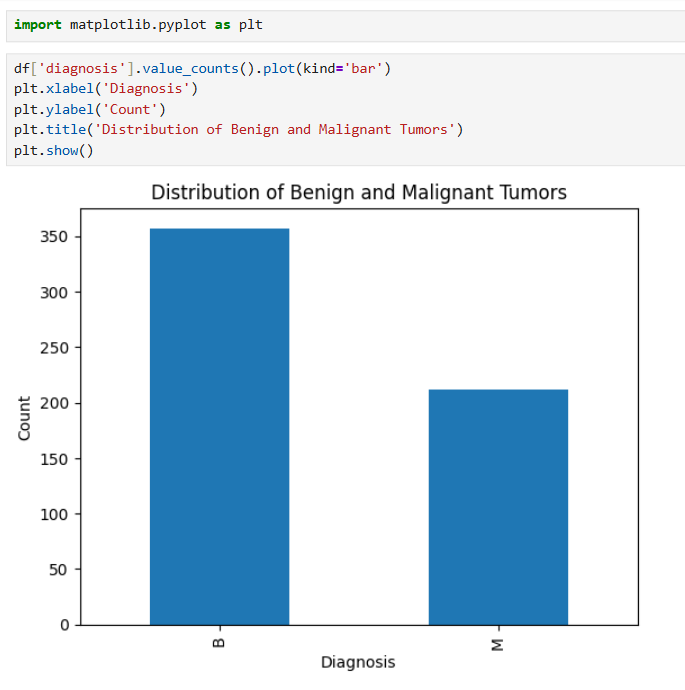 import matplotlib.pyplot as plt
df['diagnosis'].value_counts().plot(kind='bar')
plt.xlabel('Diagnosis')
plt.ylabel('Count')
plt.title('Distribution of Benign and Malignant Tumors')
plt.show()
Distribution of Benign and Malignant Tumors
350
300
250
200
150
100
50
0
Count
B
M
Diagnosis